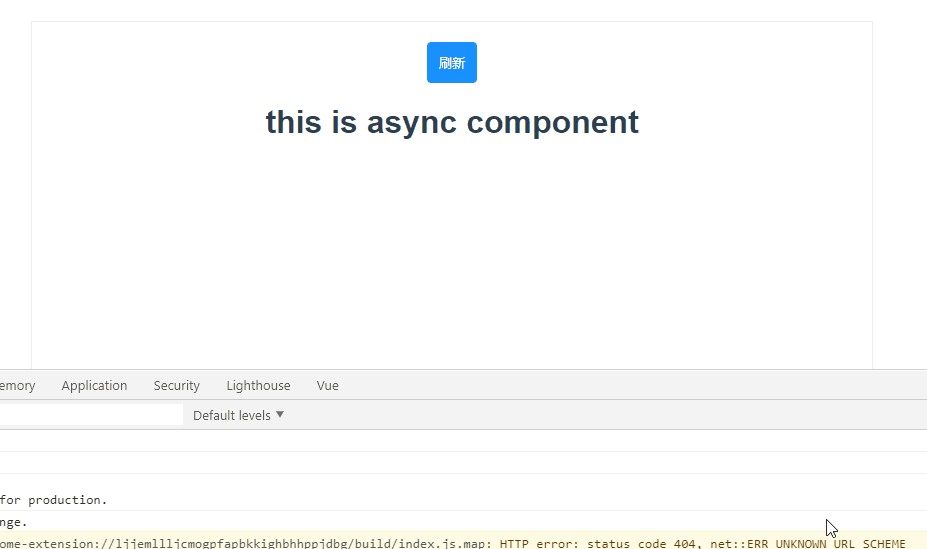 刷新
this is async component
emory Application Security Lighthouse Vue
Default levels ▼
for production.
nge.
ome-extension://ljjemllljcmogpfapbkkighbhhppjdbg/build/index.js.map: HTTP error: status code 404, net::ERR_UNKNOWN_URL_SCHEME